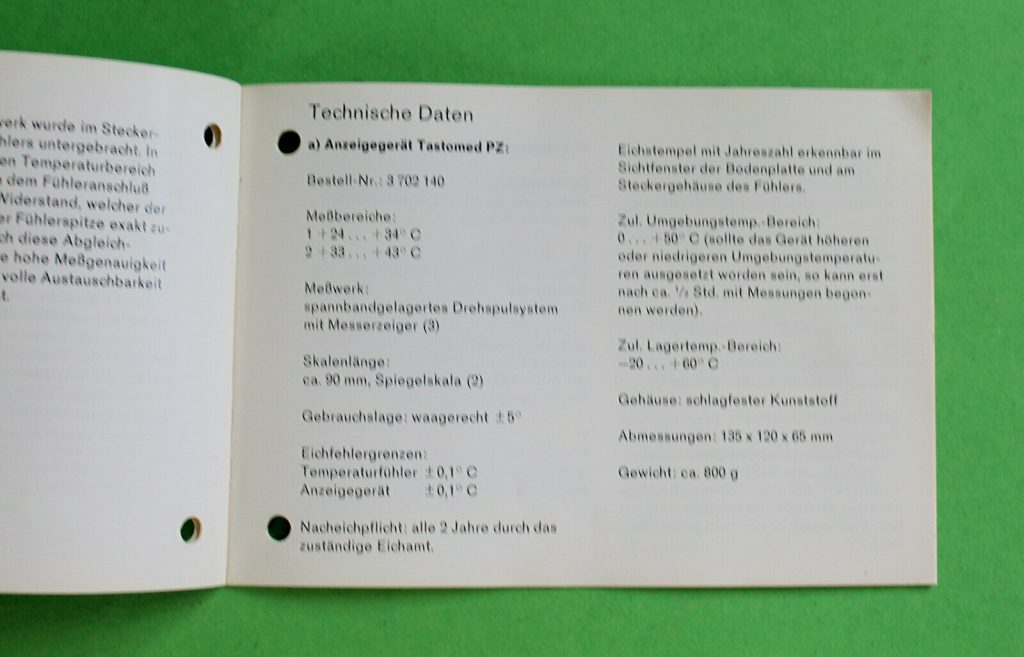 werk wurde im Stecker-
hlers untergebracht. In
en Temperaturbereich
dem Fühleranschluß
Widerstand, welcher der
er Fühlerspitze exakt zu-
ch diese Abgleich-
e hohe Meßgenauigkeit
volle Austauschbarkeit
t.
Technische Daten
a) Anzeigegerät Tastomed PZ:
Bestell-Nr.: 3 702 140
Meßbereiche:
1 +24 ... +34° C
2 +33 ... +43° C
Meßwerk:
spannbandgelagertes Drehspulsystem
mit Messerzeiger (3)
Skalenlänge:
ca. 90 mm, Spiegelskala (2)
Gebrauchslage: waagerecht ±5°
Eichfehlergrenzen:
Temperaturfühler ±0,1° C
Anzeigegerät ±0,1° C
Nacheichpflicht: alle 2 Jahre durch das
zuständige Eichamt.
Eichstempel mit Jahreszahl erkennbar im
Sichtfenster der Bodenplatte und am
Steckergehäuse des Fühlers.
Zul. Umgebungstemp.-Bereich:
0 ... +50° C (sollte das Gerät höheren
oder niedrigeren Umgebungstemperatu-
ren ausgesetzt worden sein, so kann erst
nach ca. ½ Std. mit Messungen begon-
nen werden).
Zul. Lagertemp.-Bereich:
−20 ... +60° C
Gehäuse: schlagfester Kunststoff
Abmessungen: 135 x 120 x 65 mm
Gewicht: ca. 800 g